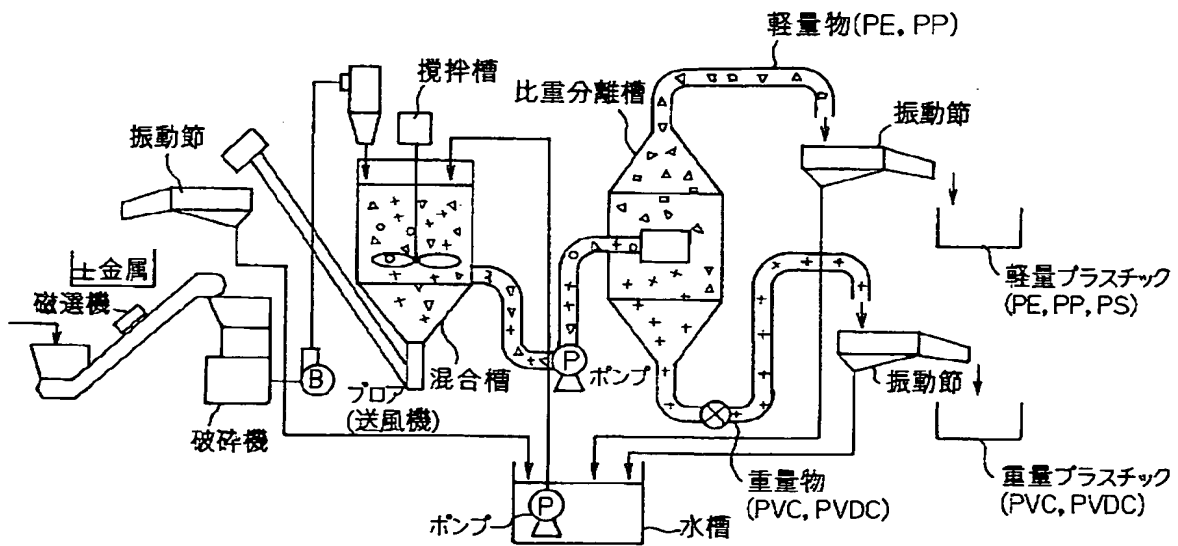 軽量物(PE, PP)
攪拌槽
比重分離槽
振動節
振動節
士金属
磁選機
軽量プラスチック
(PE, PP, PS)
B
P
ポンプ
混合槽
ブロア
(送風機)
破砕機
振動節
重量物
(PVC, PVDC)
重量プラスチック
(PVC, PVDC)
P
ポンプ
水槽